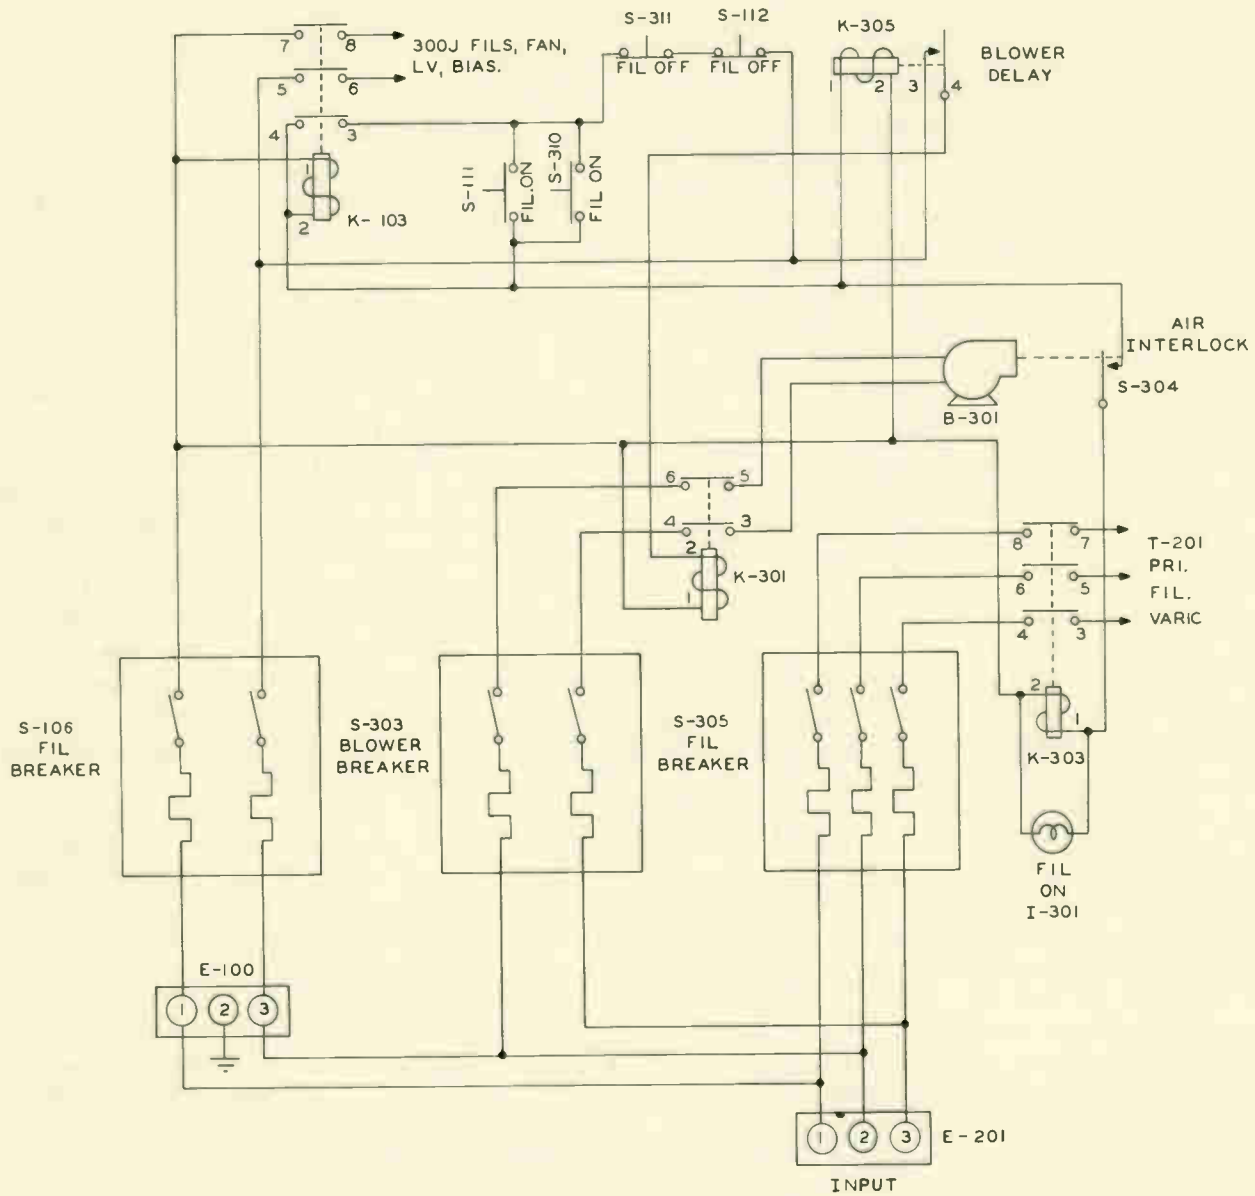 S-311
S-112
K-305
7
8
300J FILS, FAN,
LV, BIAS.
FIL OFF
FIL OFF
BLOWER
DELAY
5
6
1
2
3
4
4
3
1
2
K-103
S-111
FIL.ON
S-310
FIL ON
AIR
INTERLOCK
S-304
B-301
6
5
4
3
2
1
K-301
8
7
6
5
4
3
T-201
PRI.
FIL.
VARIC
2
1
K-303
S-106
FIL
BREAKER
S-303
BLOWER
BREAKER
S-305
FIL
BREAKER
FIL
ON
I-301
E-100
1
2
3
1
2
3
E-201
INPUT